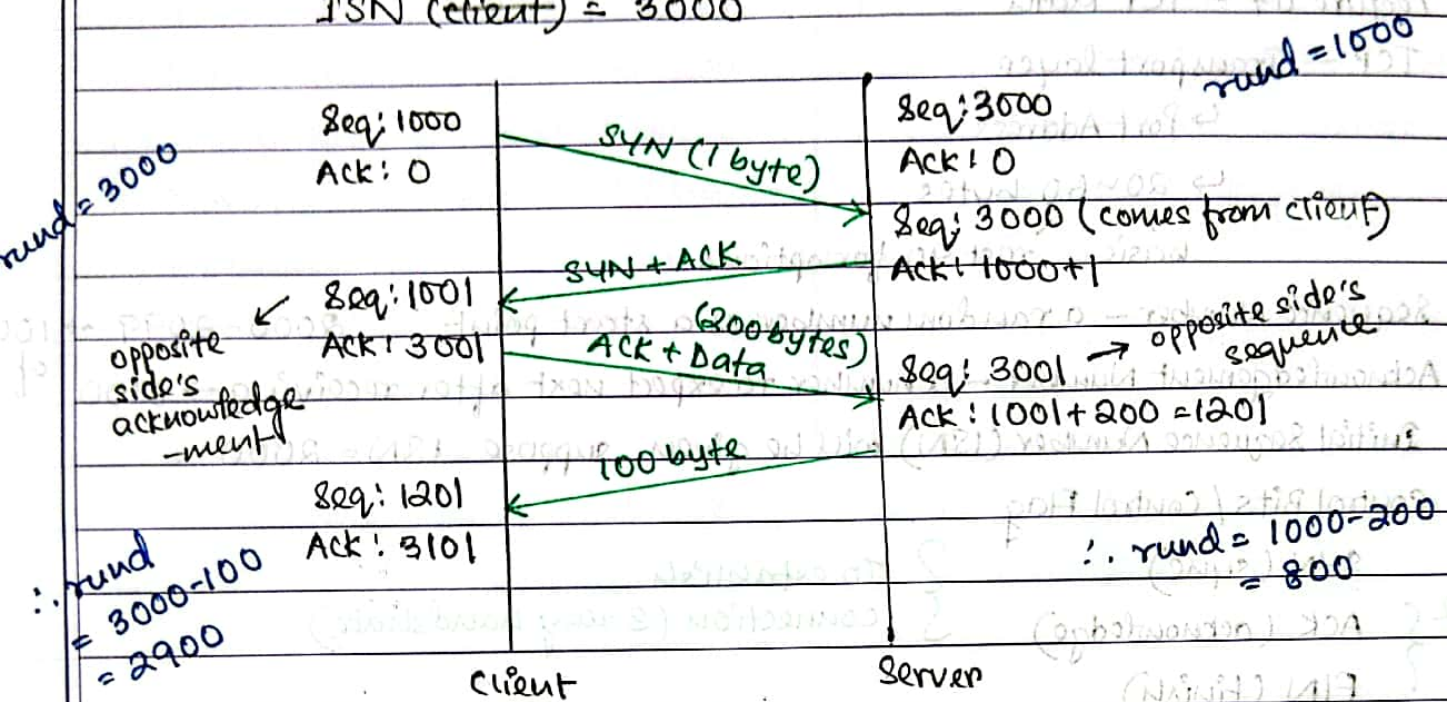 ISN (client) = 3000
rwnd = 1000
Seq: 1000
Ack: 0
SYN (1 byte)
Seq: 3000
Ack: 0
rwnd = 3000
Seq: 3000 (comes from client)
SYN + ACK
Ack: 1000+1
Seq: 1001
Ack: 3001
opposite
side's
acknowledge
-ment
(200 bytes)
ACK + Data
Seq: 3001 → opposite side's
sequence
Ack: 1001+200 = 1201
100 byte
Seq: 1201
Ack: 3101
∴ rwnd
= 3000-100
= 2900
∴ rwnd = 1000-200
= 800
Client
Server